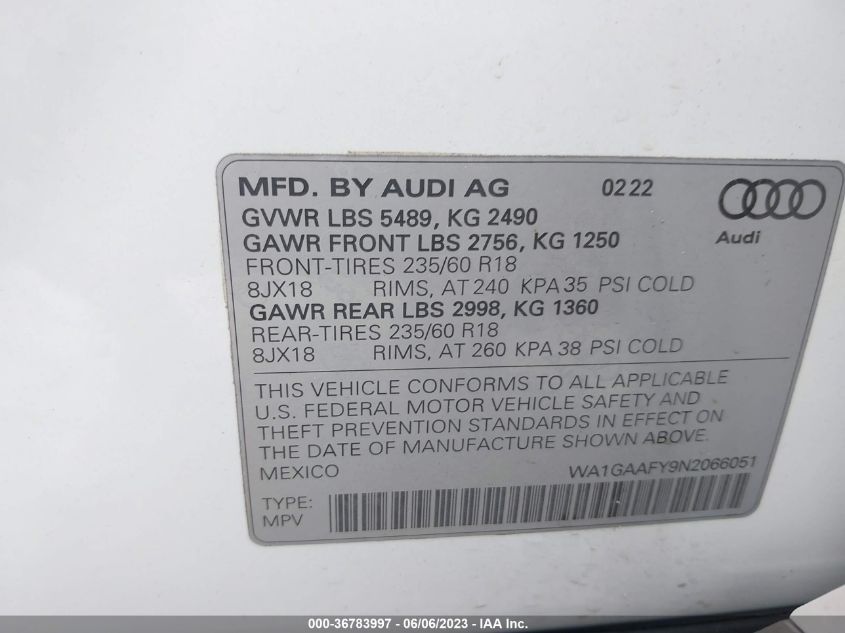 MFD. BY AUDI AG 02 22
GVWR LBS 5489, KG 2490
GAWR FRONT LBS 2756, KG 1250
Audi
FRONT-TIRES 235/60 R18
8JX18 RIMS, AT 240 KPA 35 PSI COLD
GAWR REAR LBS 2998, KG 1360
REAR-TIRES 235/60 R18
8JX18 RIMS, AT 260 KPA 38 PSI COLD
THIS VEHICLE CONFORMS TO ALL APPLICABLE
U.S. FEDERAL MOTOR VEHICLE SAFETY AND
THEFT PREVENTION STANDARDS IN EFFECT ON
THE DATE OF MANUFACTURE SHOWN ABOVE.
MEXICO WA1GAAFY9N2066051
TYPE:
MPV
000-36783997 - 06/06/2023 - IAA Inc.